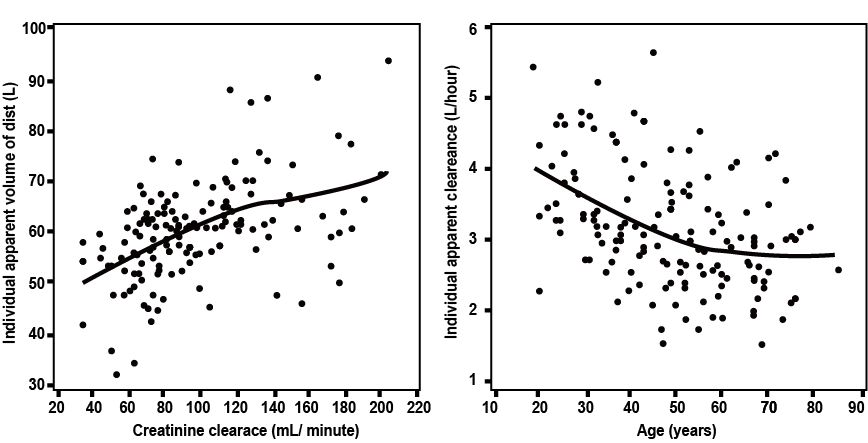 Individual apparent volume of dist (L)
100
90
80
70
60
50
40
30
20 40 60 80 100 120 140 160 180 200 220
Creatinine clearace (mL/ minute)
Individual apparent cleareance (L/hour)
6
5
4
3
2
1
10 20 30 40 50 60 70 80 90
Age (years)